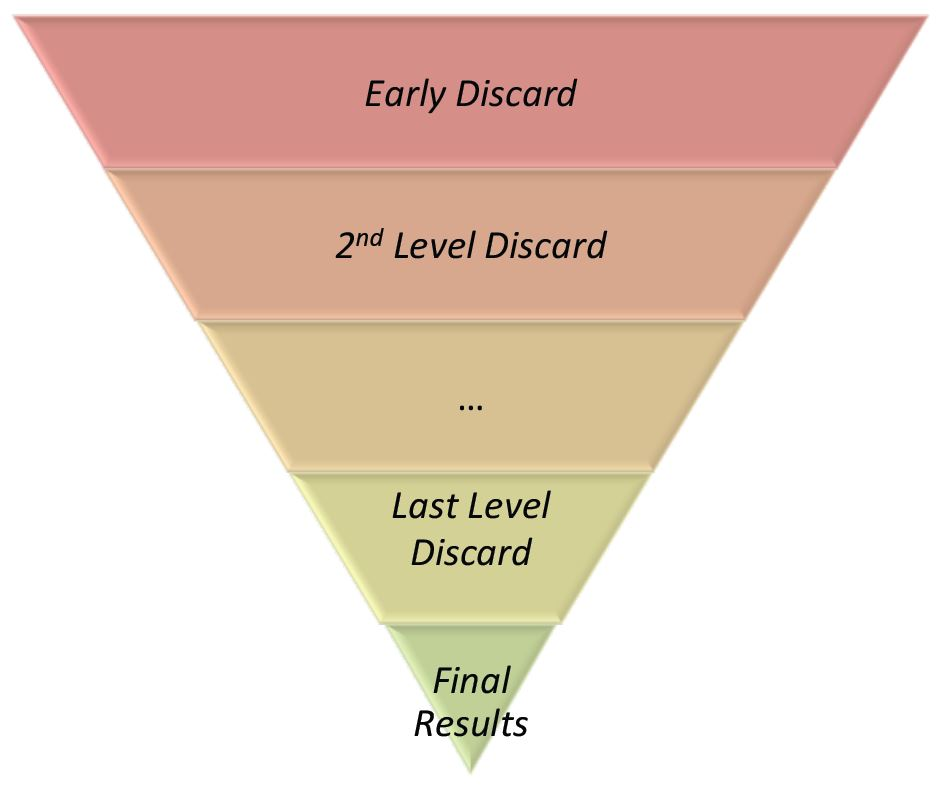 Early Discard
2nd Level Discard
...
Last Level
Discard
Final
Results